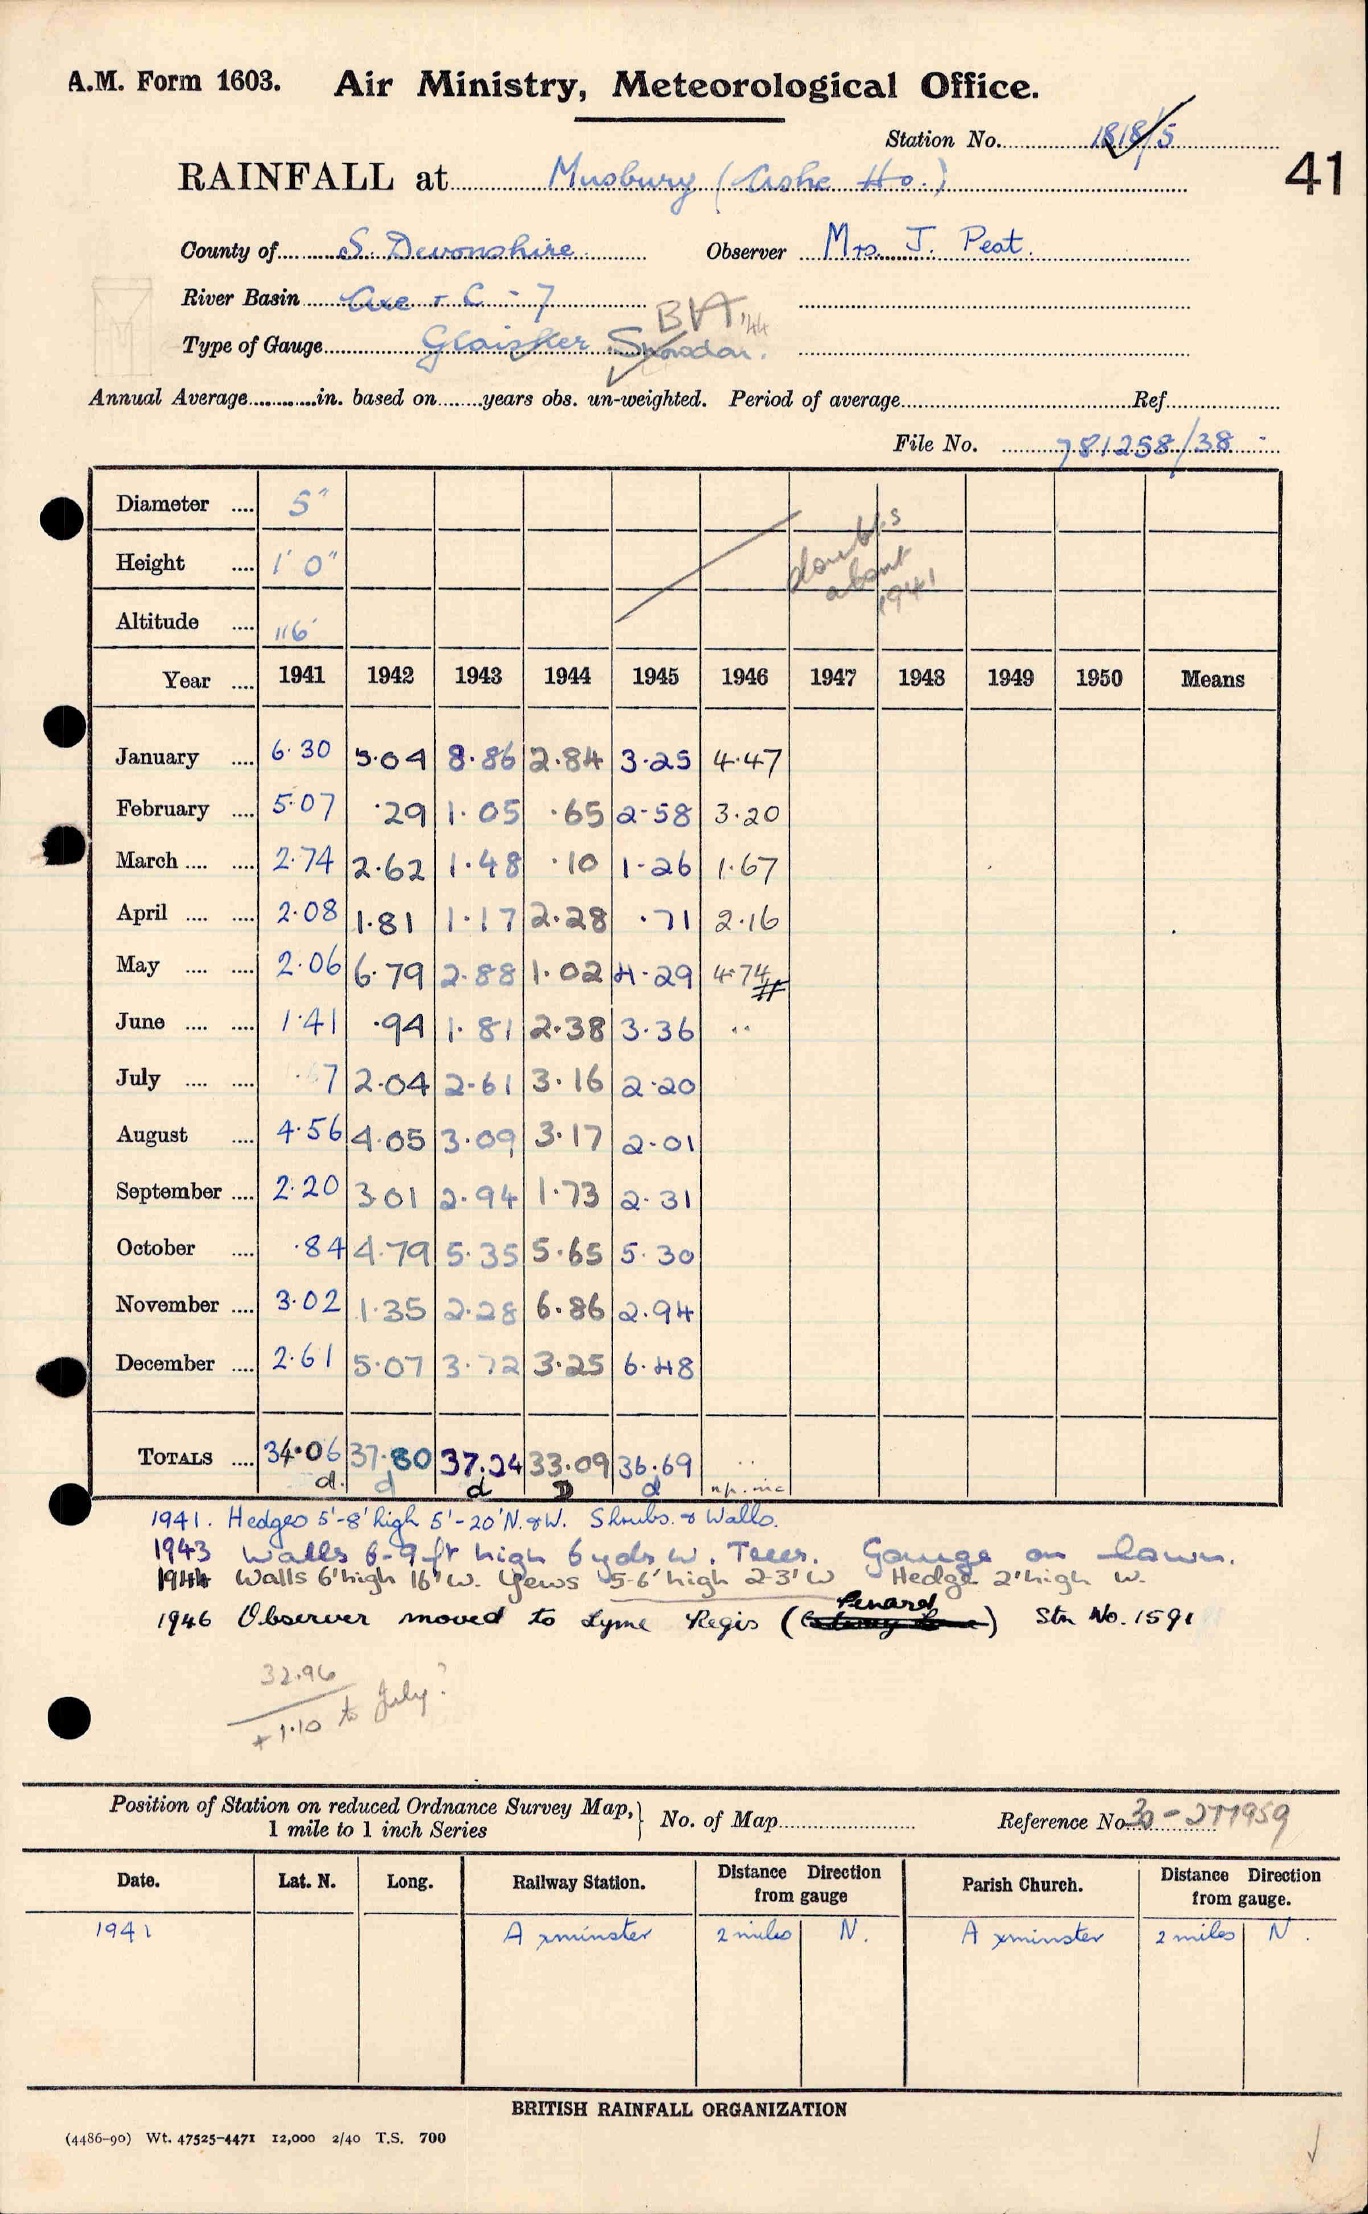 A.M. Form 1603. Air Ministry, Meteorological Office.
Station No. 1818/5
41
RAINFALL at Musbury (Ashe Ho.)
County of S. Devonshire Observer Mrs. J. Peat.
River Basin Axe + C - 7
BIA '44
Type of Gauge Glaisher Snowdon.
Annual Average in. based on years obs. un-weighted. Period of average Ref.
File No. 781258/38 -
Diameter .... 5"
Height .... 1' 0"
doubts about 1941
Altitude .... 116'
Year .... 1941 1942 1943 1944 1945 1946 1947 1948 1949 1950 Means
January .... 6.30 5.04 8.86 2.84 3.25 4.47
February .... 5.07 .29 1.05 .65 2.58 3.20
March .... .... 2.74 2.62 1.48 .10 1.26 1.67
April .... .... 2.08 1.81 1.17 2.28 .71 2.16
May .... .... 2.06 6.79 2.88 1.02 4.29 4.74 #
June .... .... 1.41 .94 1.81 2.38 3.36 ..
July .... .... 2.04 2.61 3.16 2.20
August .... 4.56 4.05 3.09 3.17 2.01
September .... 2.20 3.01 2.94 1.73 2.31
October .... .84 4.79 5.35 5.65 5.30
November .... 3.02 1.35 2.28 6.86 2.94
December .... 2.61 5.07 3.72 3.25 6.48
TOTALS .... 34.06 37.80 37.24 33.09 36.69 ..
d. d d D d n.p. inc
1941. Hedges 5'-8' high 5'-20' N. & W. Shrubs. & Walls.
1943 Walls 6-9 ft high 6 yds W. Trees. Gauge on lawn.
1944 Walls 6' high 16' W. Yews 5-6' high 2-3' W Hedge 2' high W.
1946 Observer moved to Lyme Regis (Penard) Stn No. 1591
32.96
+1.10 to July?
Position of Station on reduced Ordnance Survey Map, } No. of Map Reference No. 30-277959
1 mile to 1 inch Series
Date. Lat. N. Long. Railway Station. Distance Direction from gauge Parish Church. Distance Direction from gauge.
1941 Axminster 2 miles N. Axminster 2 miles N.
BRITISH RAINFALL ORGANIZATION
(4486-90) Wt. 47525-4471 12,000 2/40 T.S. 700